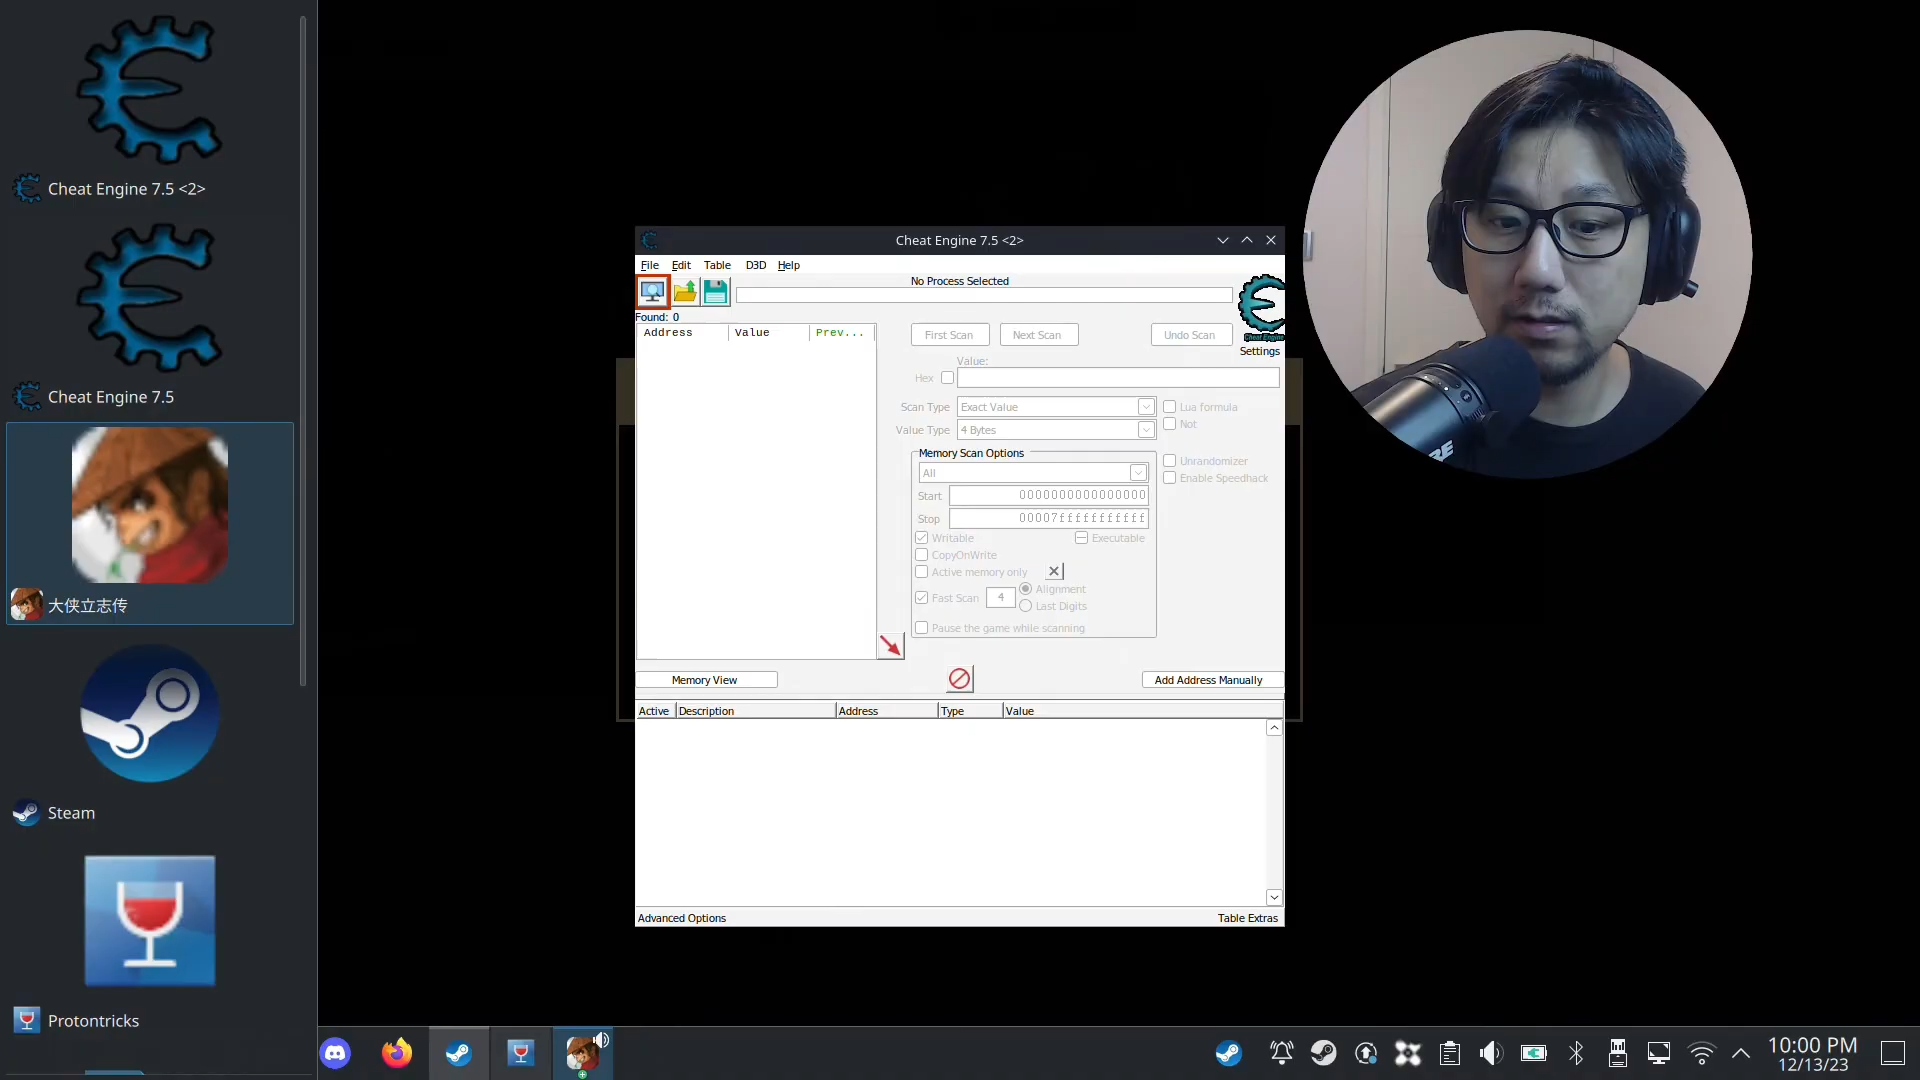 Cheat Engine 7.5 <2>
Cheat Engine 7.5
大侠立志传
Steam
Protontricks
Cheat Engine 7.5 <2>
File Edit Table D3D Help
No Process Selected
Found: 0
Address Value Prev...
First Scan Next Scan Undo Scan
Cheat Engine
Settings
Value:
Hex
Scan Type Exact Value Lua formula
Not
Value Type 4 Bytes
Memory Scan Options
All
Unrandomizer
Enable Speedhack
Start 0000000000000000
Stop 00007fffffffffff
Writable Executable
CopyOnWrite
Active memory only
Fast Scan 4 Alignment
Last Digits
Pause the game while scanning
Memory View Add Address Manually
Active Description Address Type Value
Advanced Options Table Extras
10:00 PM
12/13/23